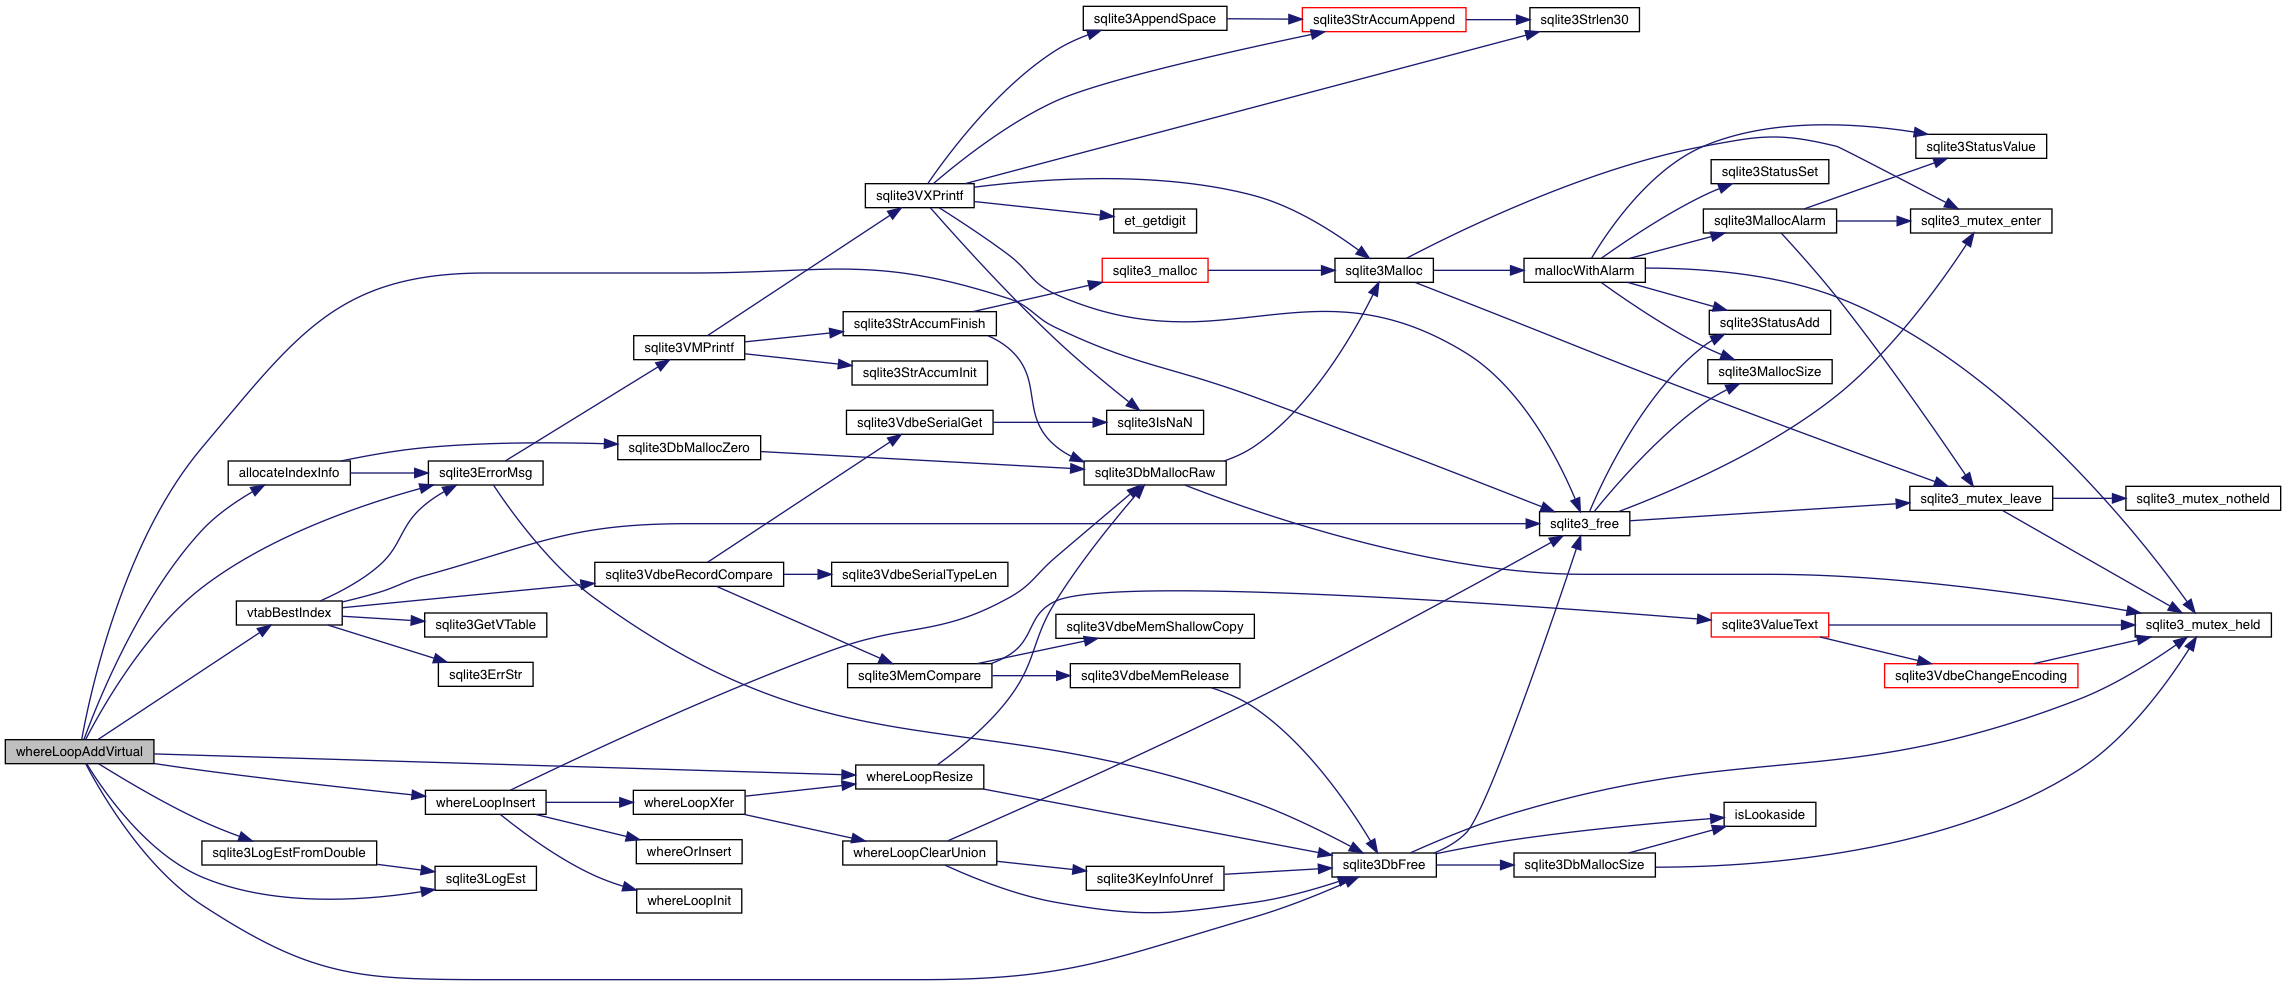 sqlite3AppendSpace
sqlite3StrAccumAppend
sqlite3Strlen30
sqlite3StatusValue
sqlite3StatusSet
sqlite3VXPrintf
et_getdigit
sqlite3MallocAlarm
sqlite3_mutex_enter
sqlite3_malloc
sqlite3Malloc
mallocWithAlarm
sqlite3StrAccumFinish
sqlite3StatusAdd
sqlite3VMPrintf
sqlite3StrAccumInit
sqlite3MallocSize
sqlite3VdbeSerialGet
sqlite3IsNaN
sqlite3DbMallocZero
allocateIndexInfo
sqlite3ErrorMsg
sqlite3DbMallocRaw
sqlite3_mutex_leave
sqlite3_mutex_notheld
sqlite3_free
sqlite3VdbeRecordCompare
sqlite3VdbeSerialTypeLen
vtabBestIndex
sqlite3GetVTable
sqlite3VdbeMemShallowCopy
sqlite3ValueText
sqlite3_mutex_held
sqlite3ErrStr
sqlite3MemCompare
sqlite3VdbeMemRelease
sqlite3VdbeChangeEncoding
whereLoopAddVirtual
whereLoopResize
whereLoopInsert
whereLoopXfer
isLookaside
sqlite3LogEstFromDouble
whereOrInsert
whereLoopClearUnion
sqlite3DbFree
sqlite3DbMallocSize
sqlite3LogEst
sqlite3KeyInfoUnref
whereLoopInit